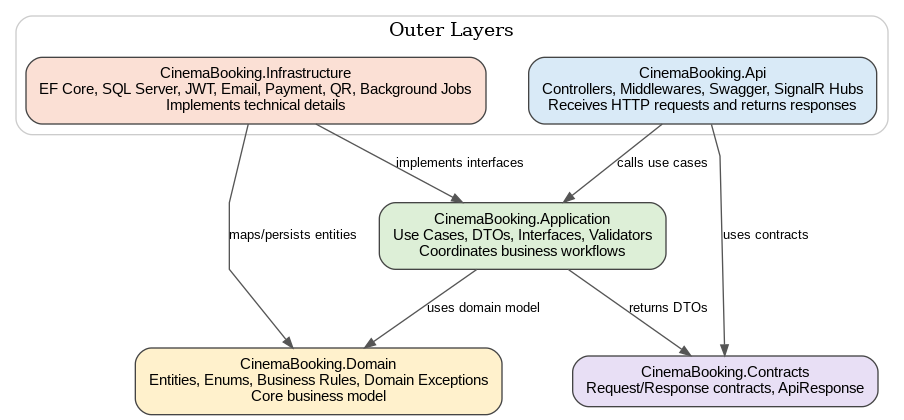 Outer Layers
CinemaBooking.Infrastructure
EF Core, SQL Server, JWT, Email, Payment, QR, Background Jobs
Implements technical details
CinemaBooking.Api
Controllers, Middlewares, Swagger, SignalR Hubs
Receives HTTP requests and returns responses
implements interfaces
calls use cases
CinemaBooking.Application
Use Cases, DTOs, Interfaces, Validators
Coordinates business workflows
maps/persists entities
uses contracts
uses domain model
returns DTOs
CinemaBooking.Domain
Entities, Enums, Business Rules, Domain Exceptions
Core business model
CinemaBooking.Contracts
Request/Response contracts, ApiResponse